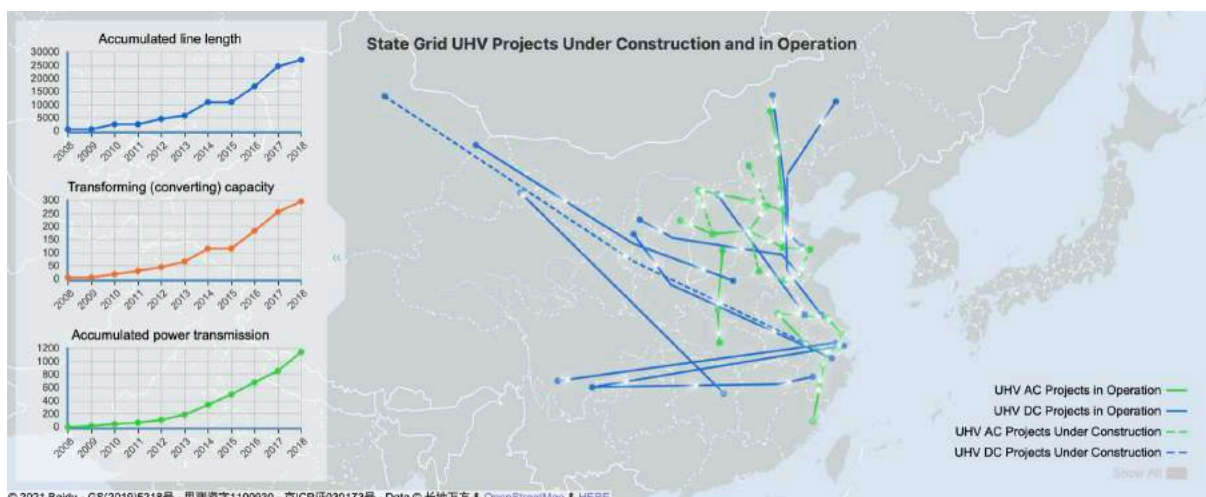 State Grid UHV Projects Under Construction and in Operation
Accumulated line length
30000
25000
20000
15000
10000
5000
0
2008 2009 2010 2011 2012 2013 2014 2015 2016 2017 2018
Transforming (converting) capacity
300
250
200
150
100
50
0
2008 2009 2010 2011 2012 2013 2014 2015 2016 2017 2018
Accumulated power transmission
1200
1000
800
600
400
200
0
2008 2009 2010 2011 2012 2013 2014 2015 2016 2017 2018
UHV AC Projects in Operation
UHV DC Projects in Operation
UHV AC Projects Under Construction
UHV DC Projects Under Construction
Show All
© 2021 Baidu - GS(2019)5218号 - Data © 长地万方 & OpenStreetMap & HERE